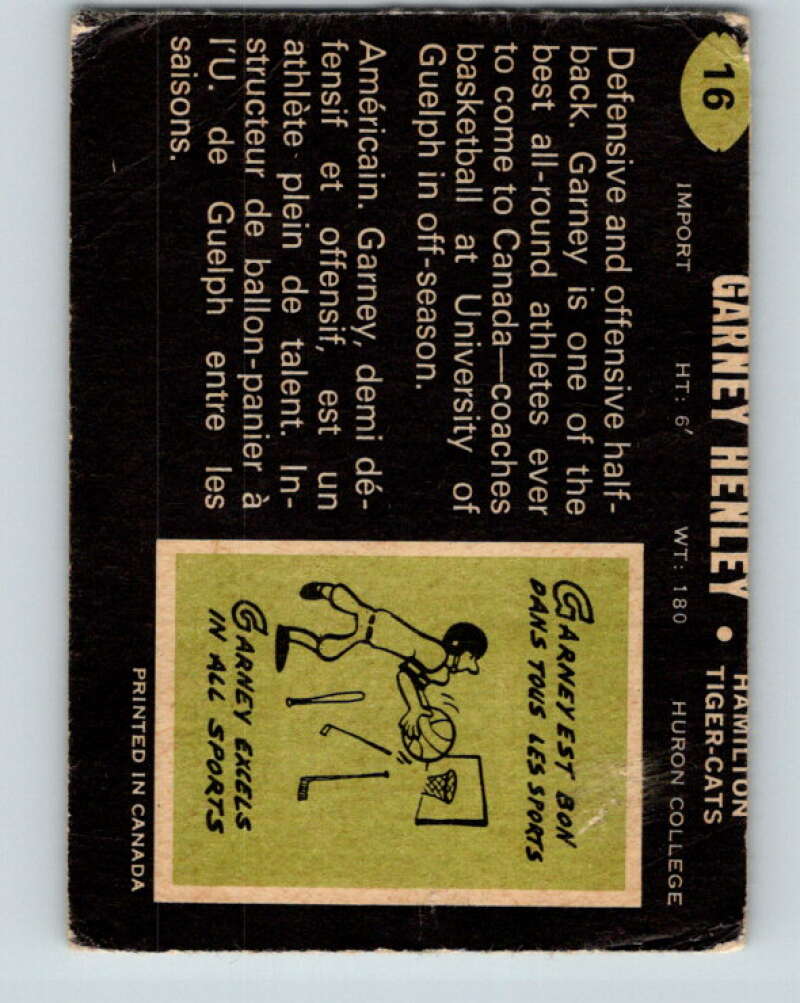 16
GARNEY HENLEY • HAMILTON
TIGER-CATS
IMPORT HT: 6′ WT: 180 HURON COLLEGE
Defensive and offensive half-
back. Garney is one of the
best all-round athletes ever
to come to Canada—coaches
basketball at University of
Guelph in off-season.
Américain. Garney, demi dé-
fensif et offensif, est un
athlète plein de talent. In-
structeur de ballon-panier à
l'U. de Guelph entre les
saisons.
GARNEY EST BON
DANS TOUS LES SPORTS
GARNEY EXCELS
IN ALL SPORTS
PRINTED IN CANADA